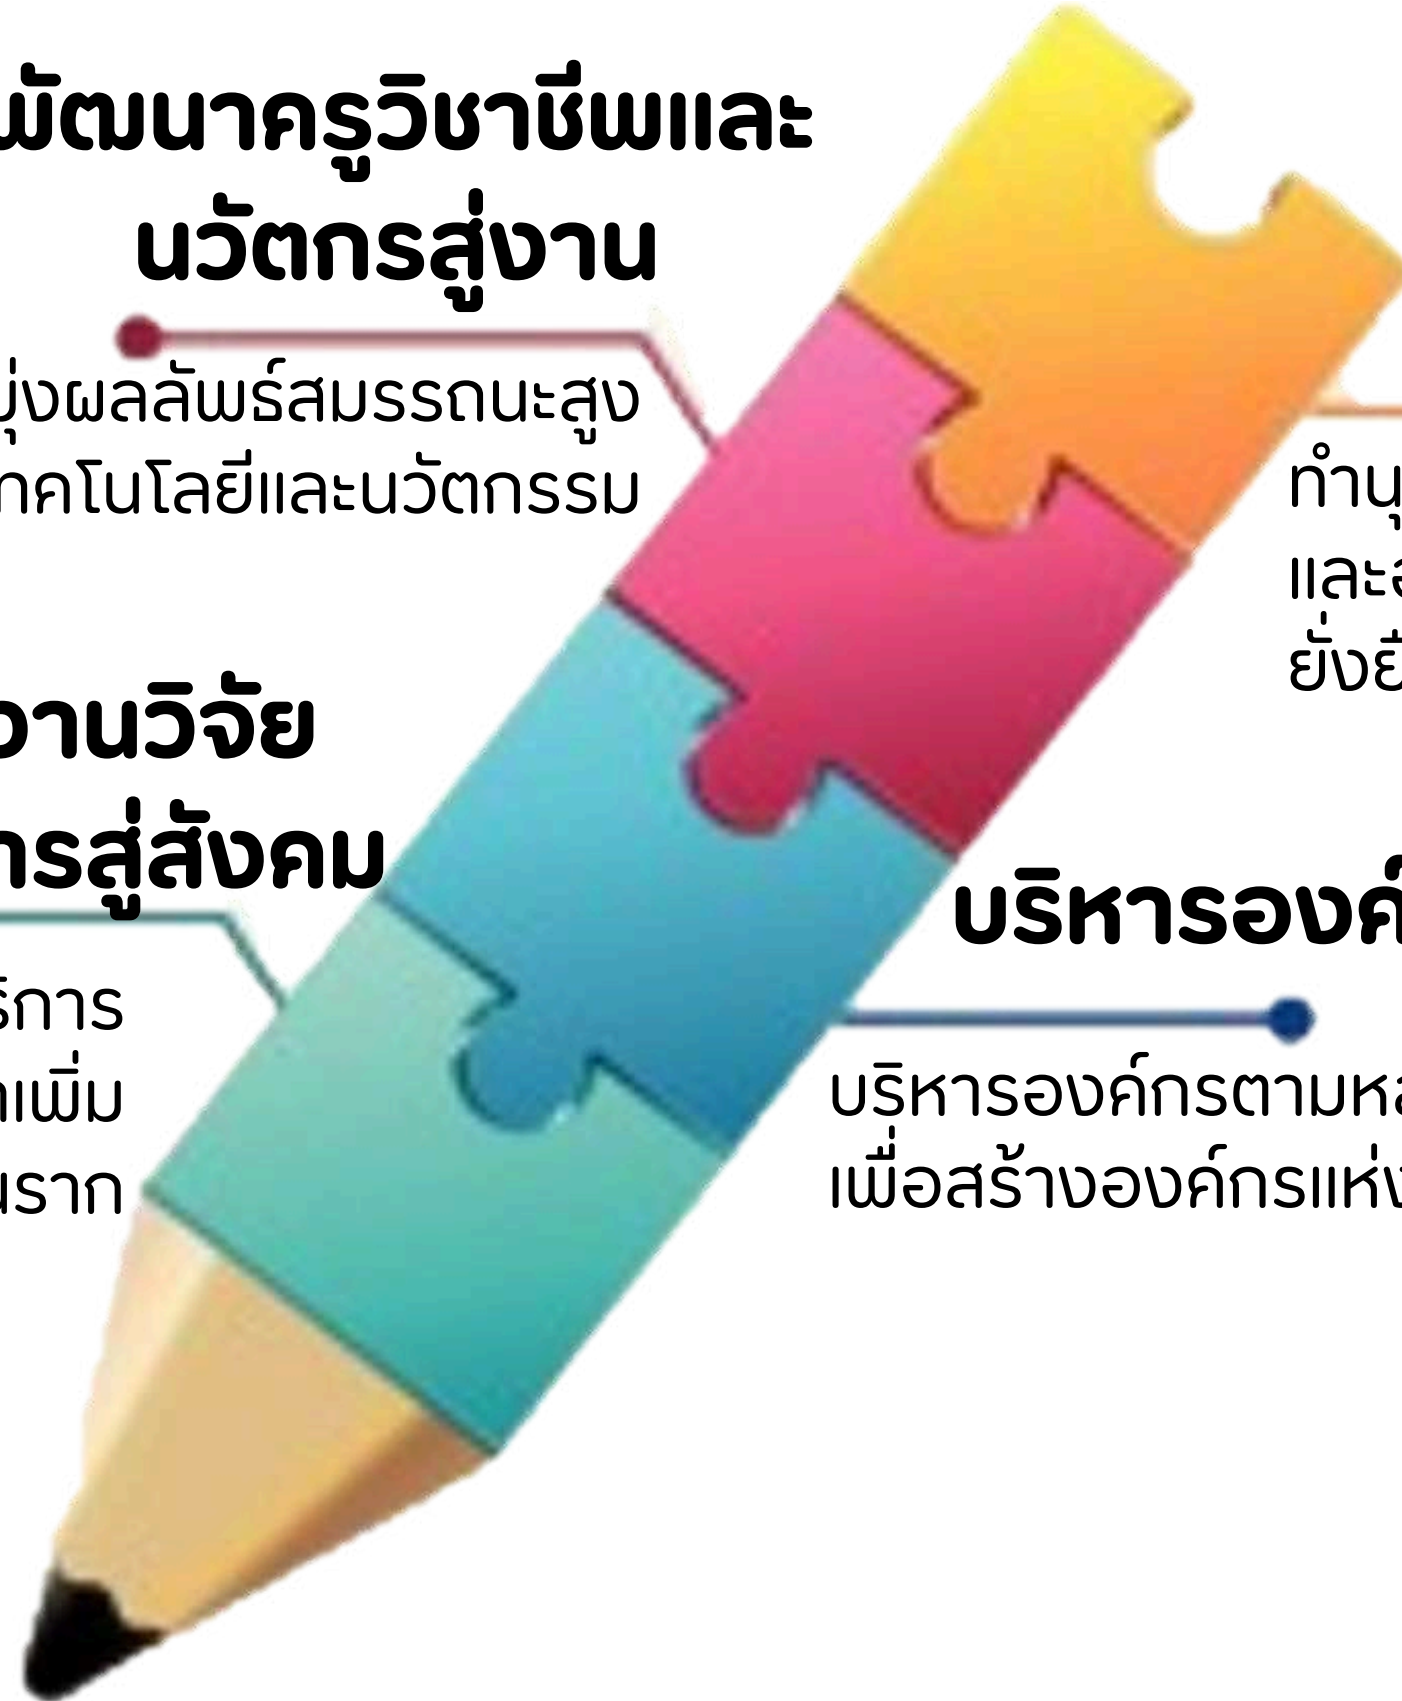 พัฒนาครูวิชาชีพและ
นวัตกรสู่งาน
มุ่งผลลัพธ์สมรรถนะสูง
เทคโนโลยีและนวัตกรรม
ทำนุ
และ
งานวิจัย
การสู่สังคม
ริการ
เพิ่ม
ราก
บริหารองค์
บริหารองค์กรตามห
เพื่อสร้างองค์กรแห่ง